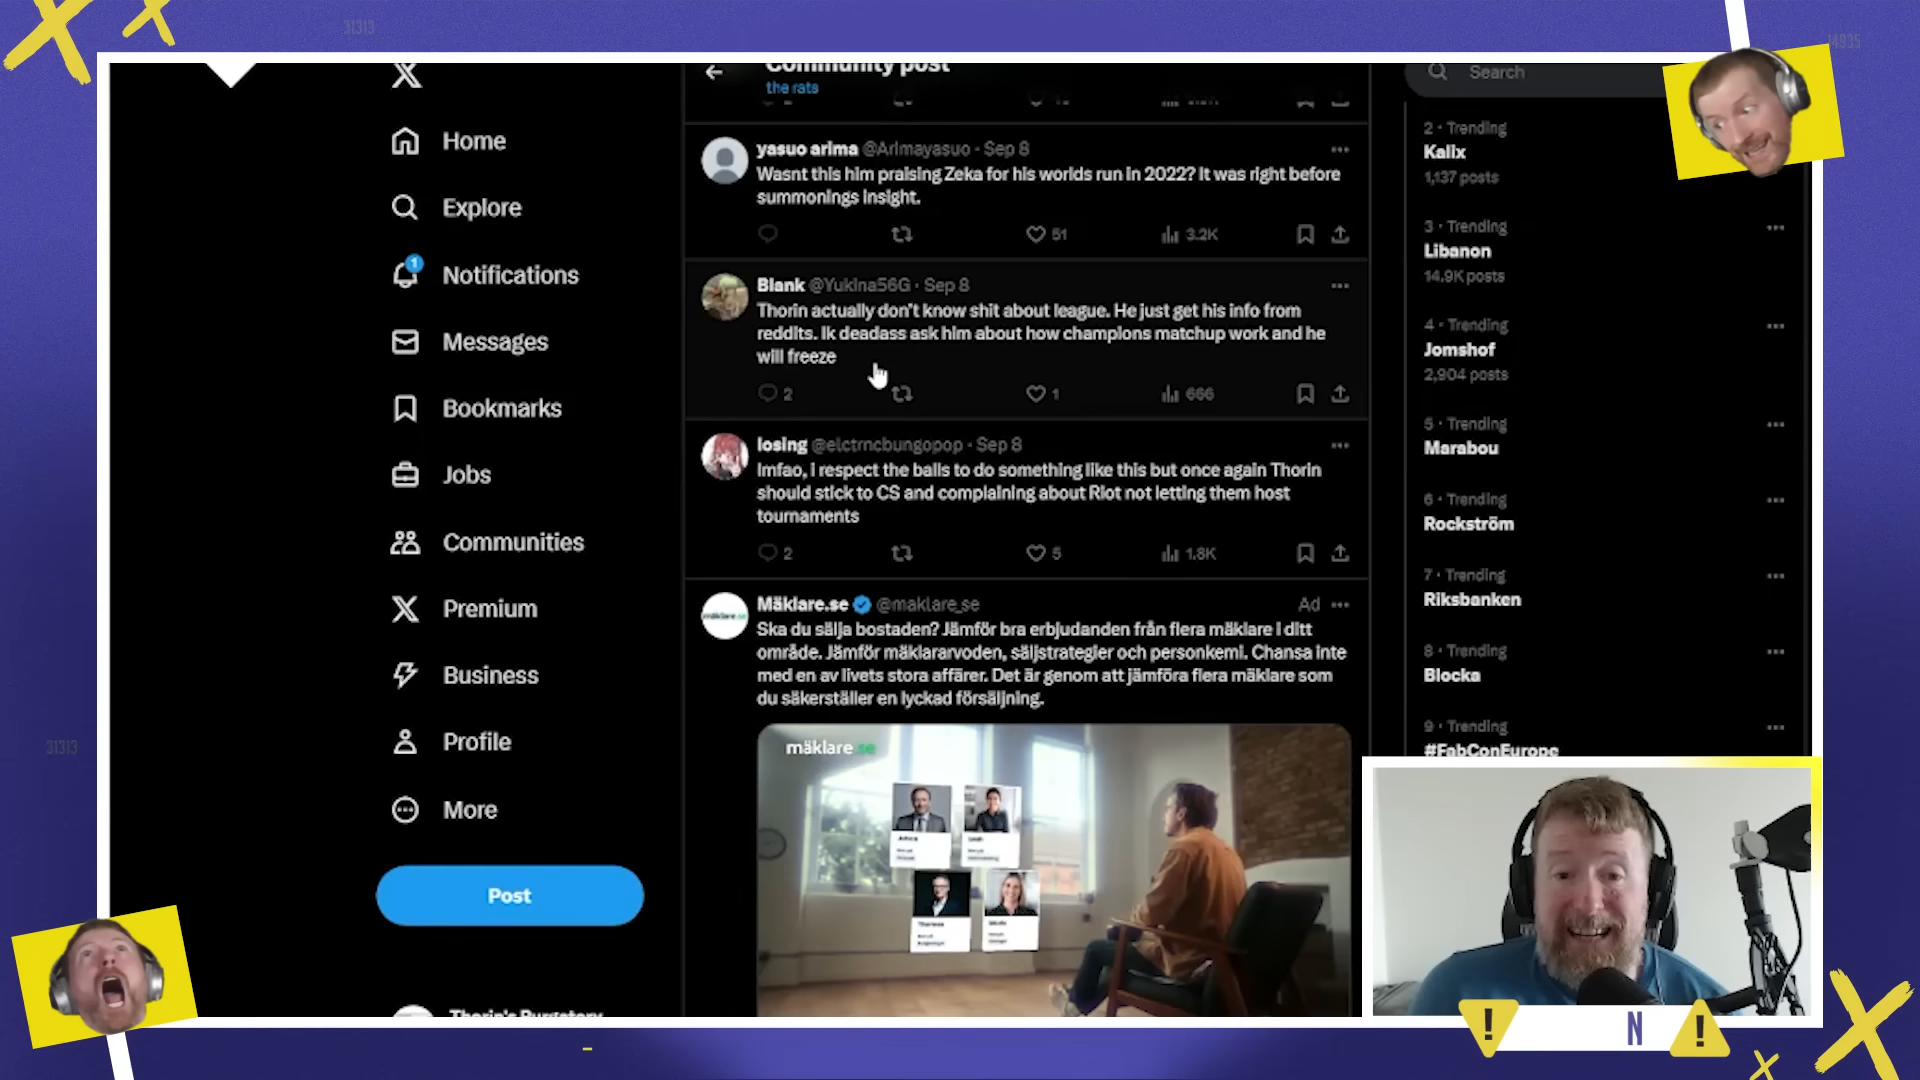 31313
14935
Community post
the rats
Search
Home
Explore
1
Notifications
Messages
Bookmarks
Jobs
Communities
Premium
Business
Profile
More
Post
Thorin's Purgatory
yasuo arima @Arimayasuo · Sep 8
Wasnt this him praising Zeka for his worlds run in 2022? It was right before
summonings insight.
51
3.2K
Blank @Yukina56G · Sep 8
Thorin actually don't know shit about league. He just get his info from
reddits. Ik deadass ask him about how champions matchup work and he
will freeze
2
1
666
losing @elctrncbungopop · Sep 8
lmfao, i respect the balls to do something like this but once again Thorin
should stick to CS and complaining about Riot not letting them host
tournaments
2
5
1.8K
Mäklare.se @maklare_se
Ad
Ska du sälja bostaden? Jämför bra erbjudanden från flera mäklare i ditt
område. Jämför mäklararvoden, säljstrategier och personkemi. Chansa inte
med en av livets stora affärer. Det är genom att jämföra flera mäklare som
du säkerställer en lyckad försäljning.
mäklare.se
2 · Trending
Kalix
1,137 posts
3 · Trending
Libanon
14.9K posts
4 · Trending
Jomshof
2,904 posts
5 · Trending
Marabou
6 · Trending
Rockström
7 · Trending
Riksbanken
8 · Trending
Blocka
9 · Trending
#FabConEurope
31313
N